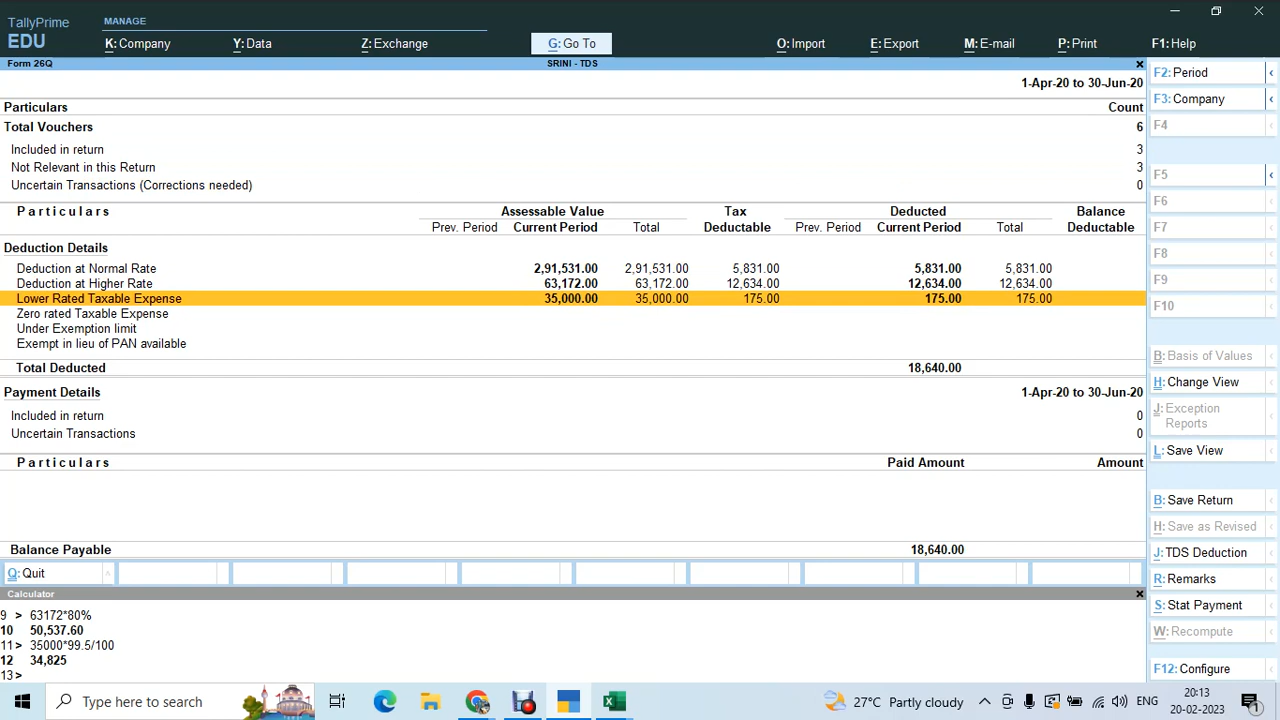 TallyPrime MANAGE
EDU K: Company Y: Data Z: Exchange G: Go To O: Import E: Export M: E-mail P: Print F1: Help
Form 26Q SRINI - TDS
1-Apr-20 to 30-Jun-20
Particulars Count
Total Vouchers 6
Included in return 3
Not Relevant in this Return 3
Uncertain Transactions (Corrections needed) 0
Particulars Assessable Value Tax Deducted Balance
Prev. Period Current Period Total Deductable Prev. Period Current Period Total Deductable
Deduction Details
Deduction at Normal Rate 2,91,531.00 2,91,531.00 5,831.00 5,831.00 5,831.00
Deduction at Higher Rate 63,172.00 63,172.00 12,634.00 12,634.00 12,634.00
Lower Rated Taxable Expense 35,000.00 35,000.00 175.00 175.00 175.00
Zero rated Taxable Expense
Under Exemption limit
Exempt in lieu of PAN available
Total Deducted 18,640.00
Payment Details 1-Apr-20 to 30-Jun-20
Included in return 0
Uncertain Transactions 0
Particulars Paid Amount Amount
Balance Payable 18,640.00
Q: Quit
Calculator
9 > 63172*80%
10 50,537.60
11> 35000*99.5/100
12 34,825
13>
F2: Period
F3: Company
F4
F5
F6
F7
F8
F9
F10
B: Basis of Values
H: Change View
J: Exception
Reports
L: Save View
B: Save Return
H: Save as Revised
J: TDS Deduction
R: Remarks
S: Stat Payment
W: Recompute
F12: Configure
Type here to search 27°C Partly cloudy ENG 20:13
20-02-2023 1